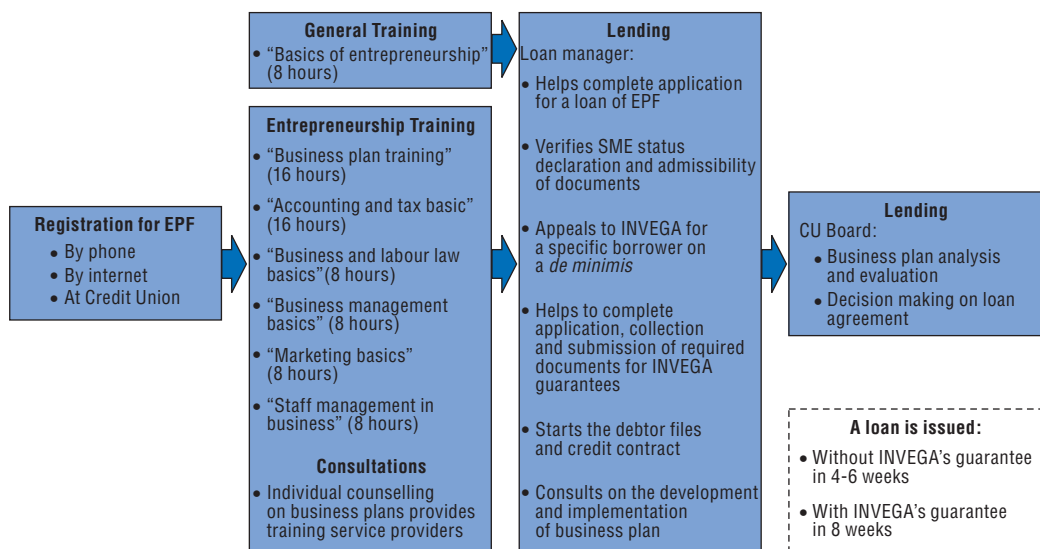 Registration for EPF
• By phone
• By internet
• At Credit Union
General Training
• “Basics of entrepreneurship”
(8 hours)
Entrepreneurship Training
• “Business plan training”
(16 hours)
• “Accounting and tax basic”
(16 hours)
• “Business and labour law
basics”(8 hours)
• “Business management
basics” (8 hours)
• “Marketing basics”
(8 hours)
• “Staff management in
business” (8 hours)
Consultations
• Individual counselling
on business plans provides
training service providers
Lending
Loan manager:
• Helps complete application
for a loan of EPF
• Verifies SME status
declaration and admissibility
of documents
• Appeals to INVEGA for
a specific borrower on
a de minimis
• Helps to complete
application, collection
and submission of required
documents for INVEGA
guarantees
• Starts the debtor files
and credit contract
• Consults on the development
and implementation
of business plan
Lending
CU Board:
• Business plan analysis
and evaluation
• Decision making on loan
agreement
A loan is issued:
• Without INVEGA’s guarantee
in 4-6 weeks
• With INVEGA’s guarantee
in 8 weeks